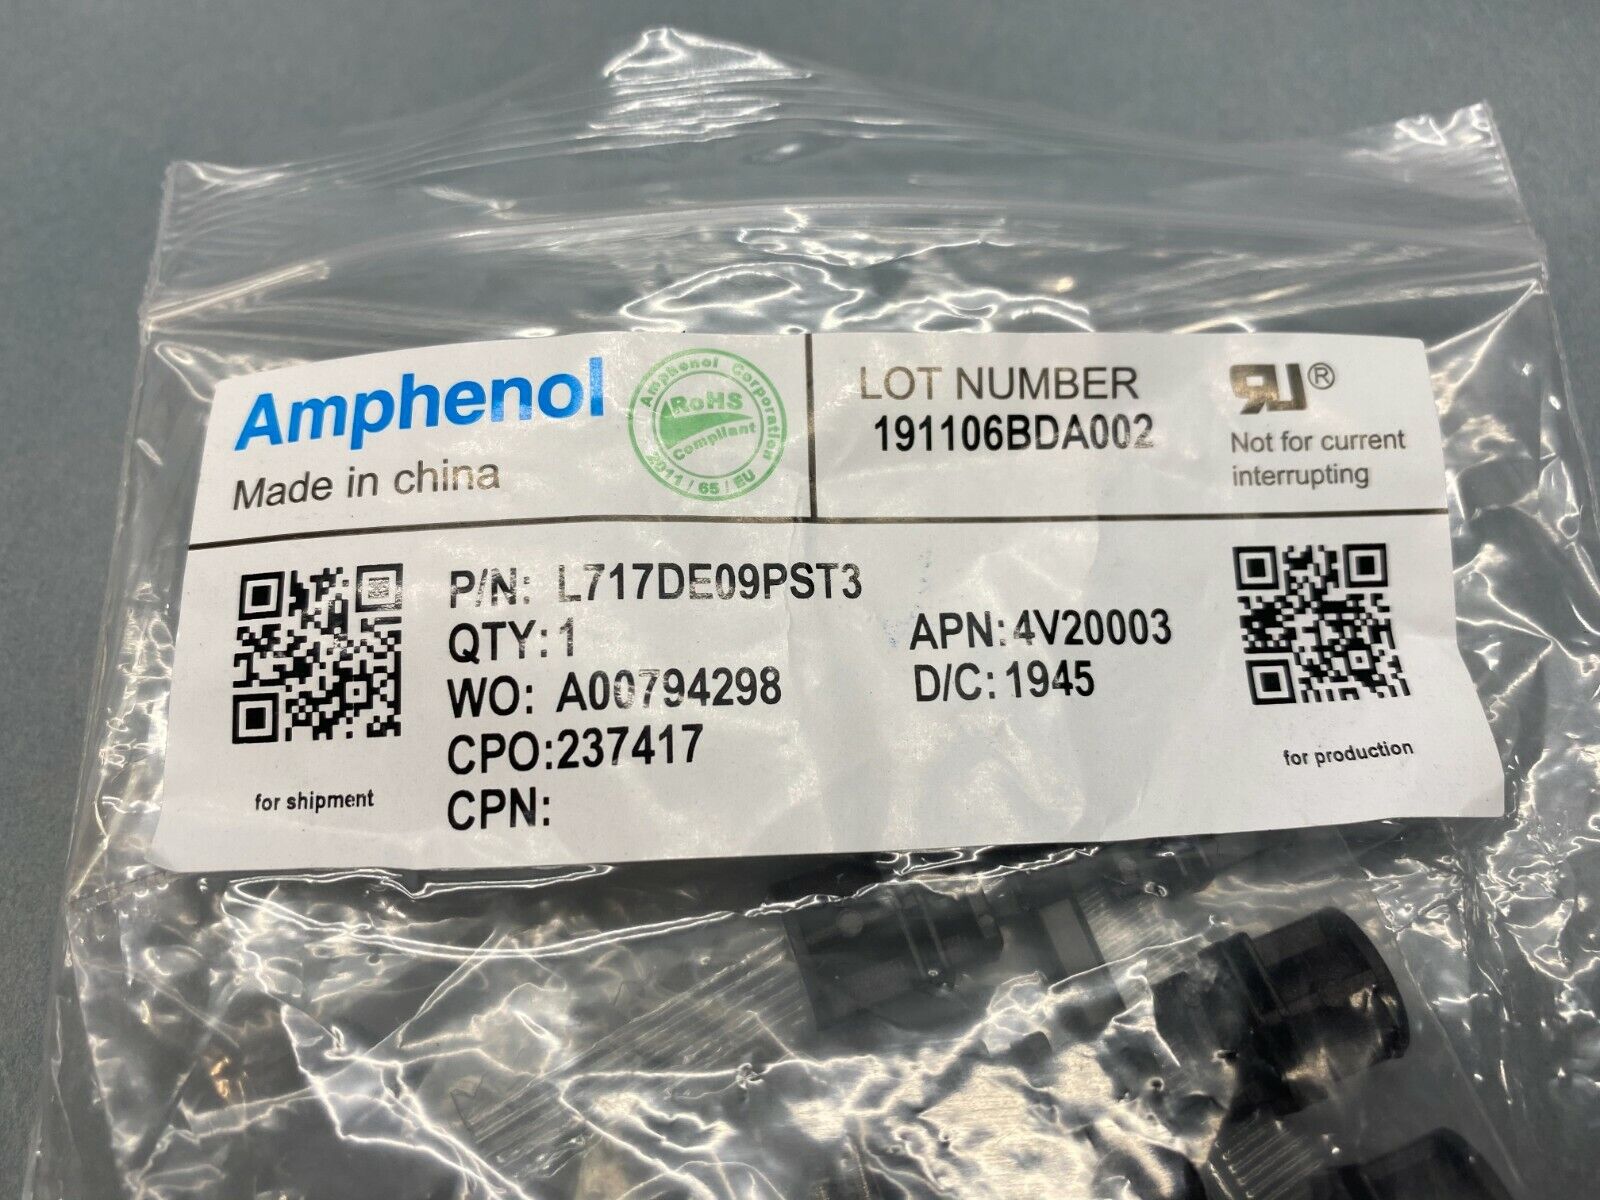 Amphenol
Made in china
Amphenol Corporation
RoHS
Compliant
2011 / 65 / EU
LOT NUMBER
191106BDA002
RU®
Not for current
interrupting
P/N: L717DE09PST3
QTY:1
WO: A00794298
CPO:237417
CPN:
APN:4V20003
D/C:1945
for shipment
for production